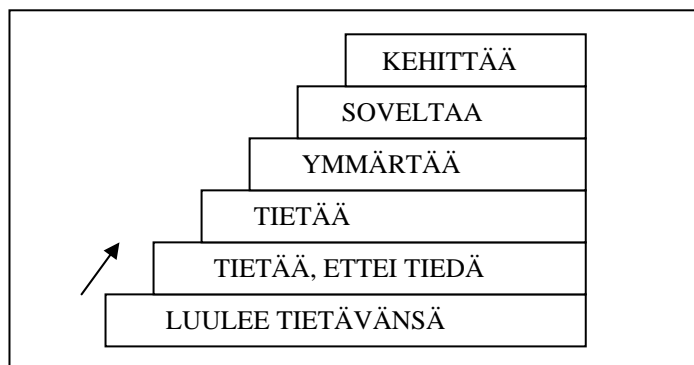 KEHITTÄÄ
SOVELTAA
YMMÄRTÄÄ
TIETÄÄ
TIETÄÄ, ETTEI TIEDÄ
LUULEE TIETÄVÄNSÄ